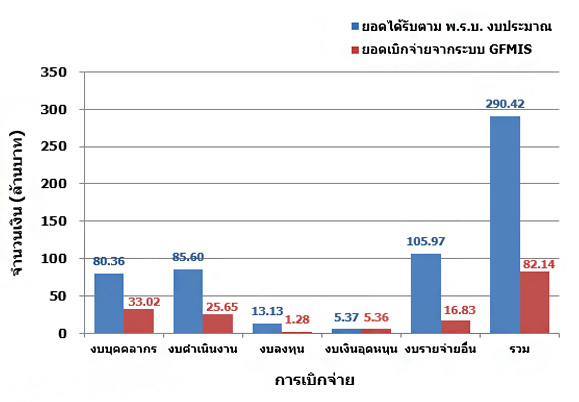 ยอดได้รับตาม พ.ร.บ. งบประมาณ
ยอดเบิกจ่ายจากระบบ GFMIS
จำนวนเงิน (ล้านบาท)
350
300
250
200
150
100
50
0
80.36
33.02
85.60
25.65
13.13
1.28
5.37
5.36
105.97
16.83
290.42
82.14
งบบุคคลากร
งบดำเนินงาน
งบลงทุน
งบเงินอุดหนุน
งบรายจ่ายอื่น
รวม
การเบิกจ่าย